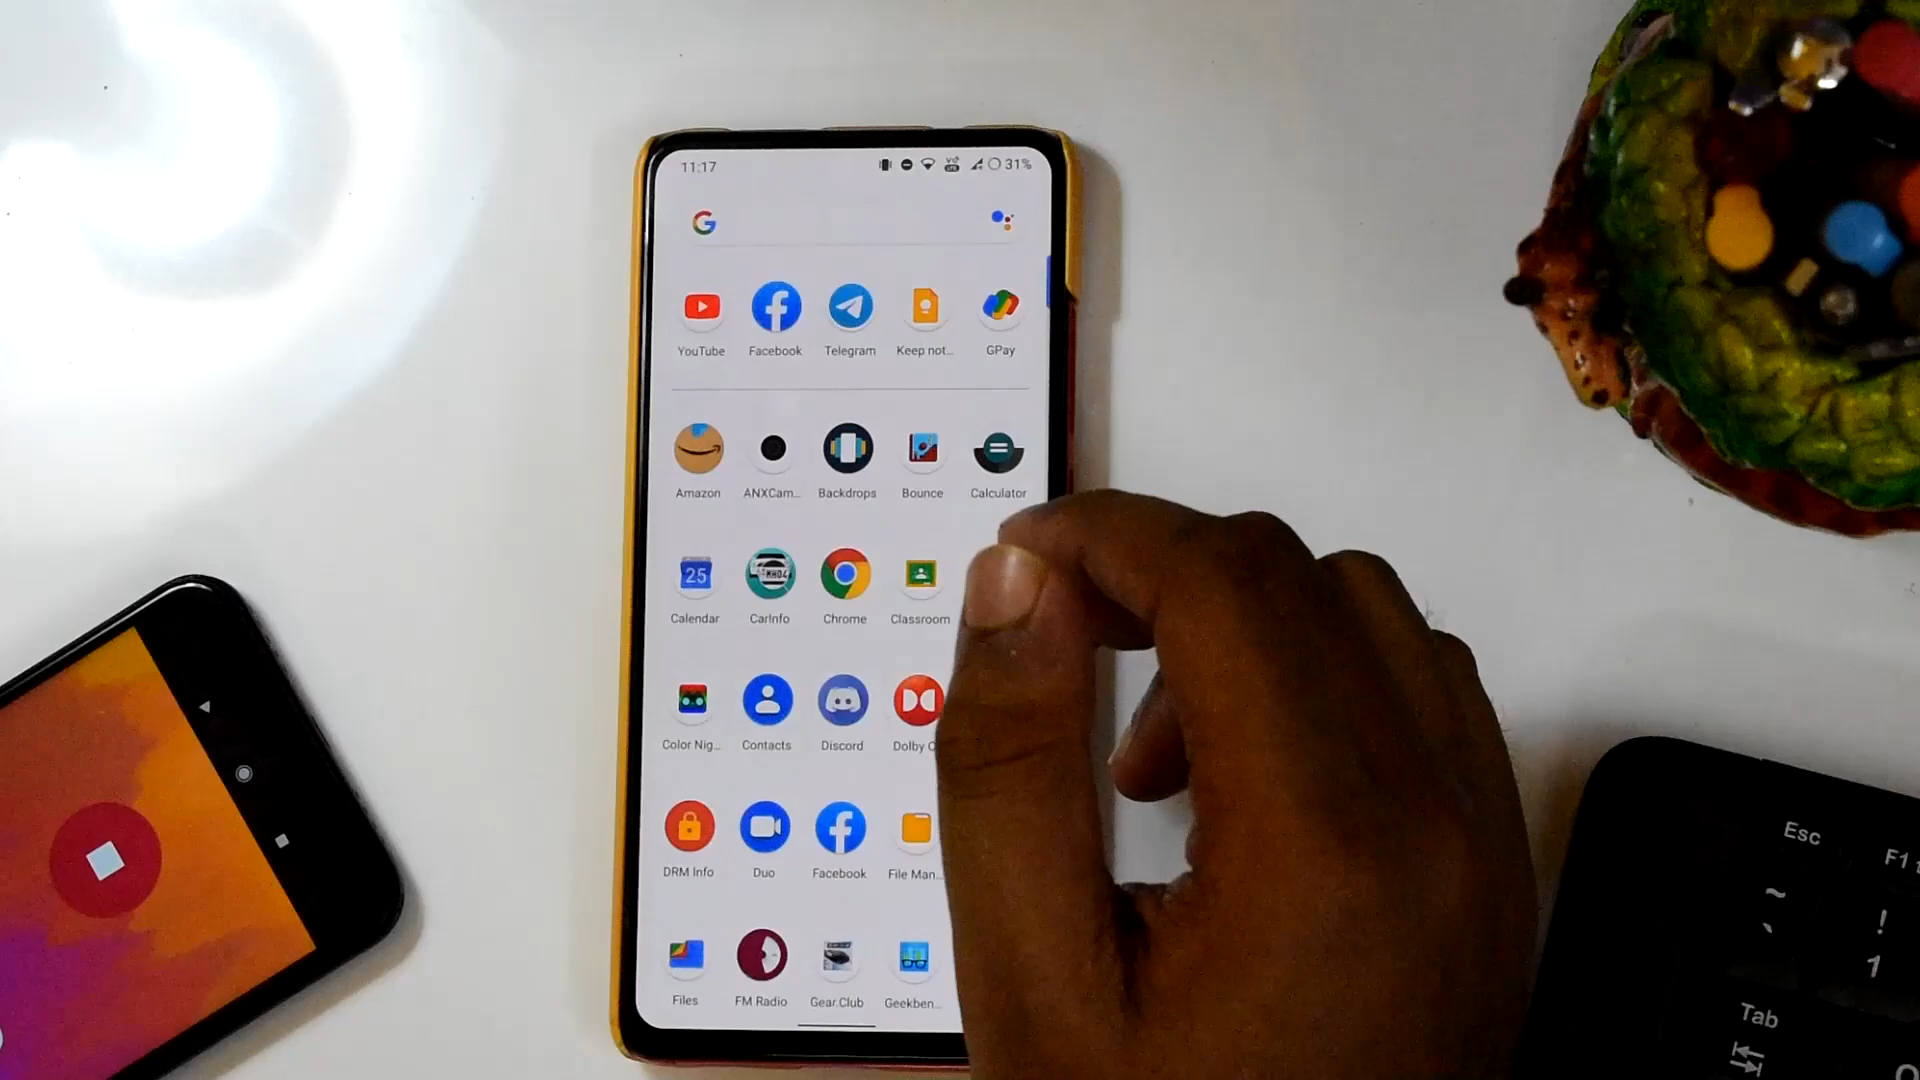 11:17 31%
YouTube Facebook Telegram Keep not... GPay
Amazon ANXCam... Backdrops Bounce Calculator
25
MH04
Calendar CarInfo Chrome Classroom
Color Nig... Contacts Discord Dolby
DRM Info Duo Facebook File Man...
Files FM Radio Gear.Club Geekben...
Esc F1
~ !
` 1
Tab